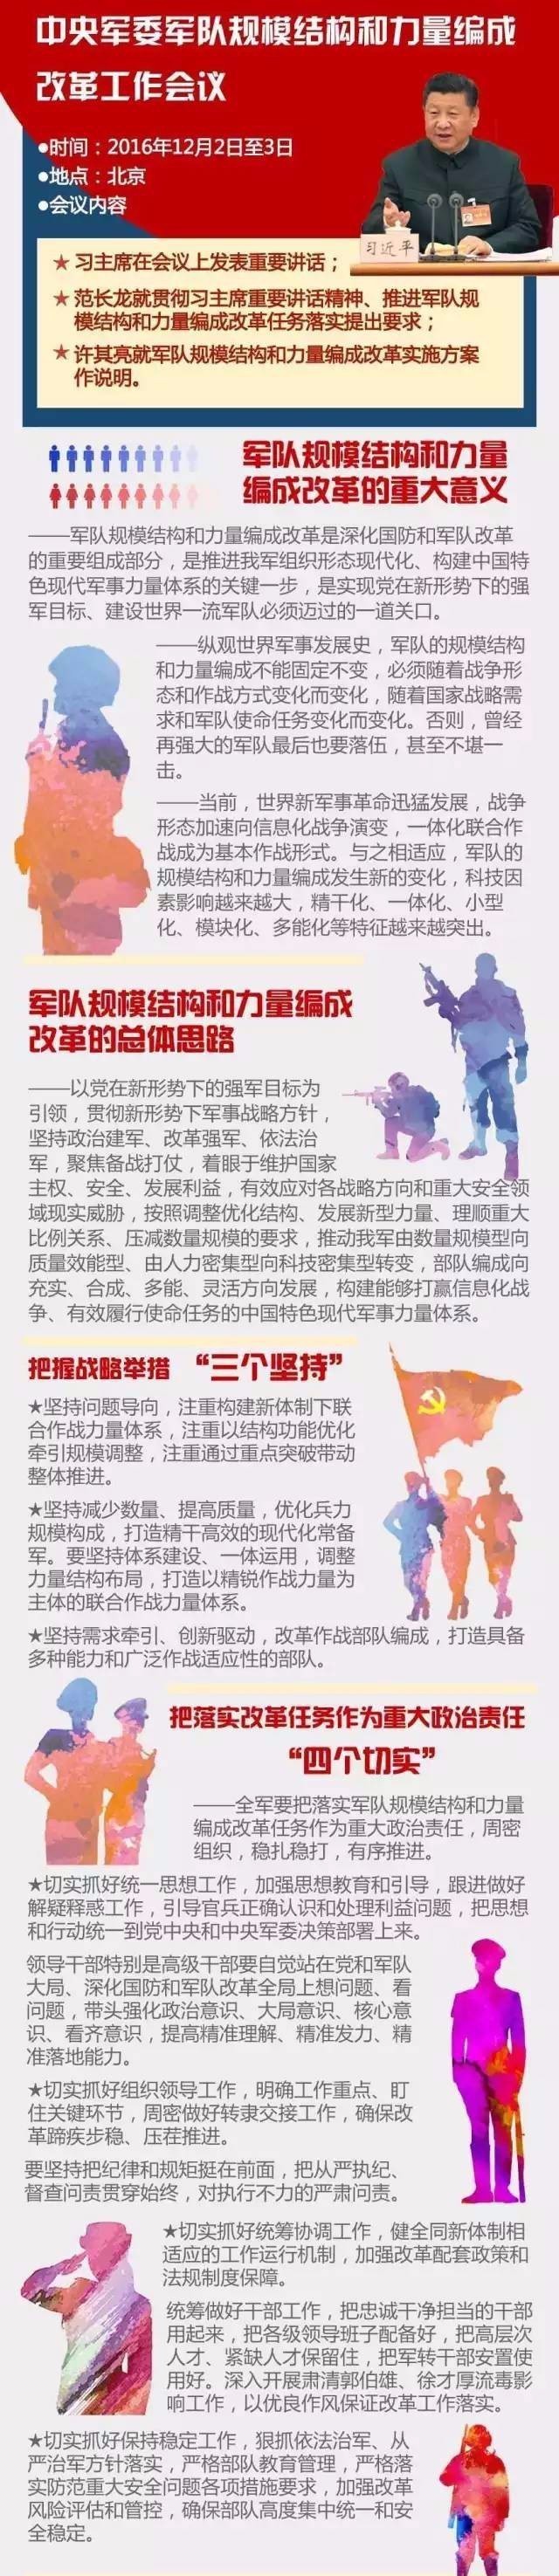 中央军委军队规模结构和力量编成
改革工作会议
●时间：2016年12月2日至3日
●地点：北京
●会议内容
习近平
★习主席在会议上发表重要讲话；
★范长龙就贯彻习主席重要讲话精神、推进军队规
模结构和力量编成改革任务落实提出要求；
★许其亮就军队规模结构和力量编成改革实施方案
作说明。
军队规模结构和力量
编成改革的重大意义
——军队规模结构和力量编成改革是深化国防和军队改革
的重要组成部分，是推进我军组织形态现代化、构建中国特
色现代军事力量体系的关键一步，是实现党在新形势下的强
军目标、建设世界一流军队必须迈过的一道关口。
——纵观世界军事发展史，军队的规模结构
和力量编成不能固定不变，必须随着战争形
态和作战方式变化而变化，随着国家战略需
求和军队使命任务变化而变化。否则，曾经
再强大的军队最后也要落伍，甚至不堪一
击。
——当前，世界新军事革命迅猛发展，战争
形态加速向信息化战争演变，一体化联合作
战成为基本作战形式。与之相适应，军队的
规模结构和力量编成发生新的变化，科技因
素影响越来越大，精干化、一体化、小型
化、模块化、多能化等特征越来越突出。
军队规模结构和力量编成
改革的总体思路
——以党在新形势下的强军目标为
引领，贯彻新形势下军事战略方针，
坚持政治建军、改革强军、依法治
军，聚焦备战打仗，着眼于维护国家
主权、安全、发展利益，有效应对各战略方向和重大安全领
域现实威胁，按照调整优化结构、发展新型力量、理顺重大
比例关系、压减数量规模的要求，推动我军由数量规模型向
质量效能型、由人力密集型向科技密集型转变，部队编成向
充实、合成、多能、灵活方向发展，构建能够打赢信息化战
争、有效履行使命任务的中国特色现代军事力量体系。
把握战略举措 “三个坚持”
★坚持问题导向，注重构建新体制下联
合作战力量体系，注重以结构功能优化
牵引规模调整，注重通过重点突破带动
整体推进。
★坚持减少数量、提高质量，优化兵力
规模构成，打造精干高效的现代化常备
军。要坚持体系建设、一体运用，调整
力量结构布局，打造以精锐作战力量为
主体的联合作战力量体系。
★坚持需求牵引、创新驱动，改革作战部队编成，打造具备
多种能力和广泛作战适应性的部队。
把落实改革任务作为重大政治责任
“四个切实”
——全军要把落实军队规模结构和力量
编成改革任务作为重大政治责任，周密
组织，稳扎稳打，有序推进。
★切实抓好统一思想工作，加强思想教育和引导，跟进做好
解疑释惑工作，引导官兵正确认识和处理利益问题，把思想
和行动统一到党中央和中央军委决策部署上来。
领导干部特别是高级干部要自觉站在党和军队
大局、深化国防和军队改革全局上想问题、看
问题，带头强化政治意识、大局意识、核心意
识、看齐意识，提高精准理解、精准发力、精
准落地能力。
★切实抓好组织领导工作，明确工作重点、盯
住关键环节，周密做好转隶交接工作，确保改
革蹄疾步稳、压茬推进。
要坚持把纪律和规矩挺在前面，把从严执纪、
督查问责贯穿始终，对执行不力的严肃问责。
★切实抓好统筹协调工作，健全同新体制相
适应的工作运行机制，加强改革配套政策和
法规制度保障。
统筹做好干部工作，把忠诚干净担当的干部
用起来，把各级领导班子配备好，把高层次
人才、紧缺人才保留住，把军转干部安置使
用好。深入开展肃清郭伯雄、徐才厚流毒影
响工作，以优良作风保证改革工作落实。
★切实抓好保持稳定工作，狠抓依法治军、从
严治军方针落实，严格部队教育管理，严格落
实防范重大安全问题各项措施要求，加强改革
风险评估和管控，确保部队高度集中统一和安
全稳定。